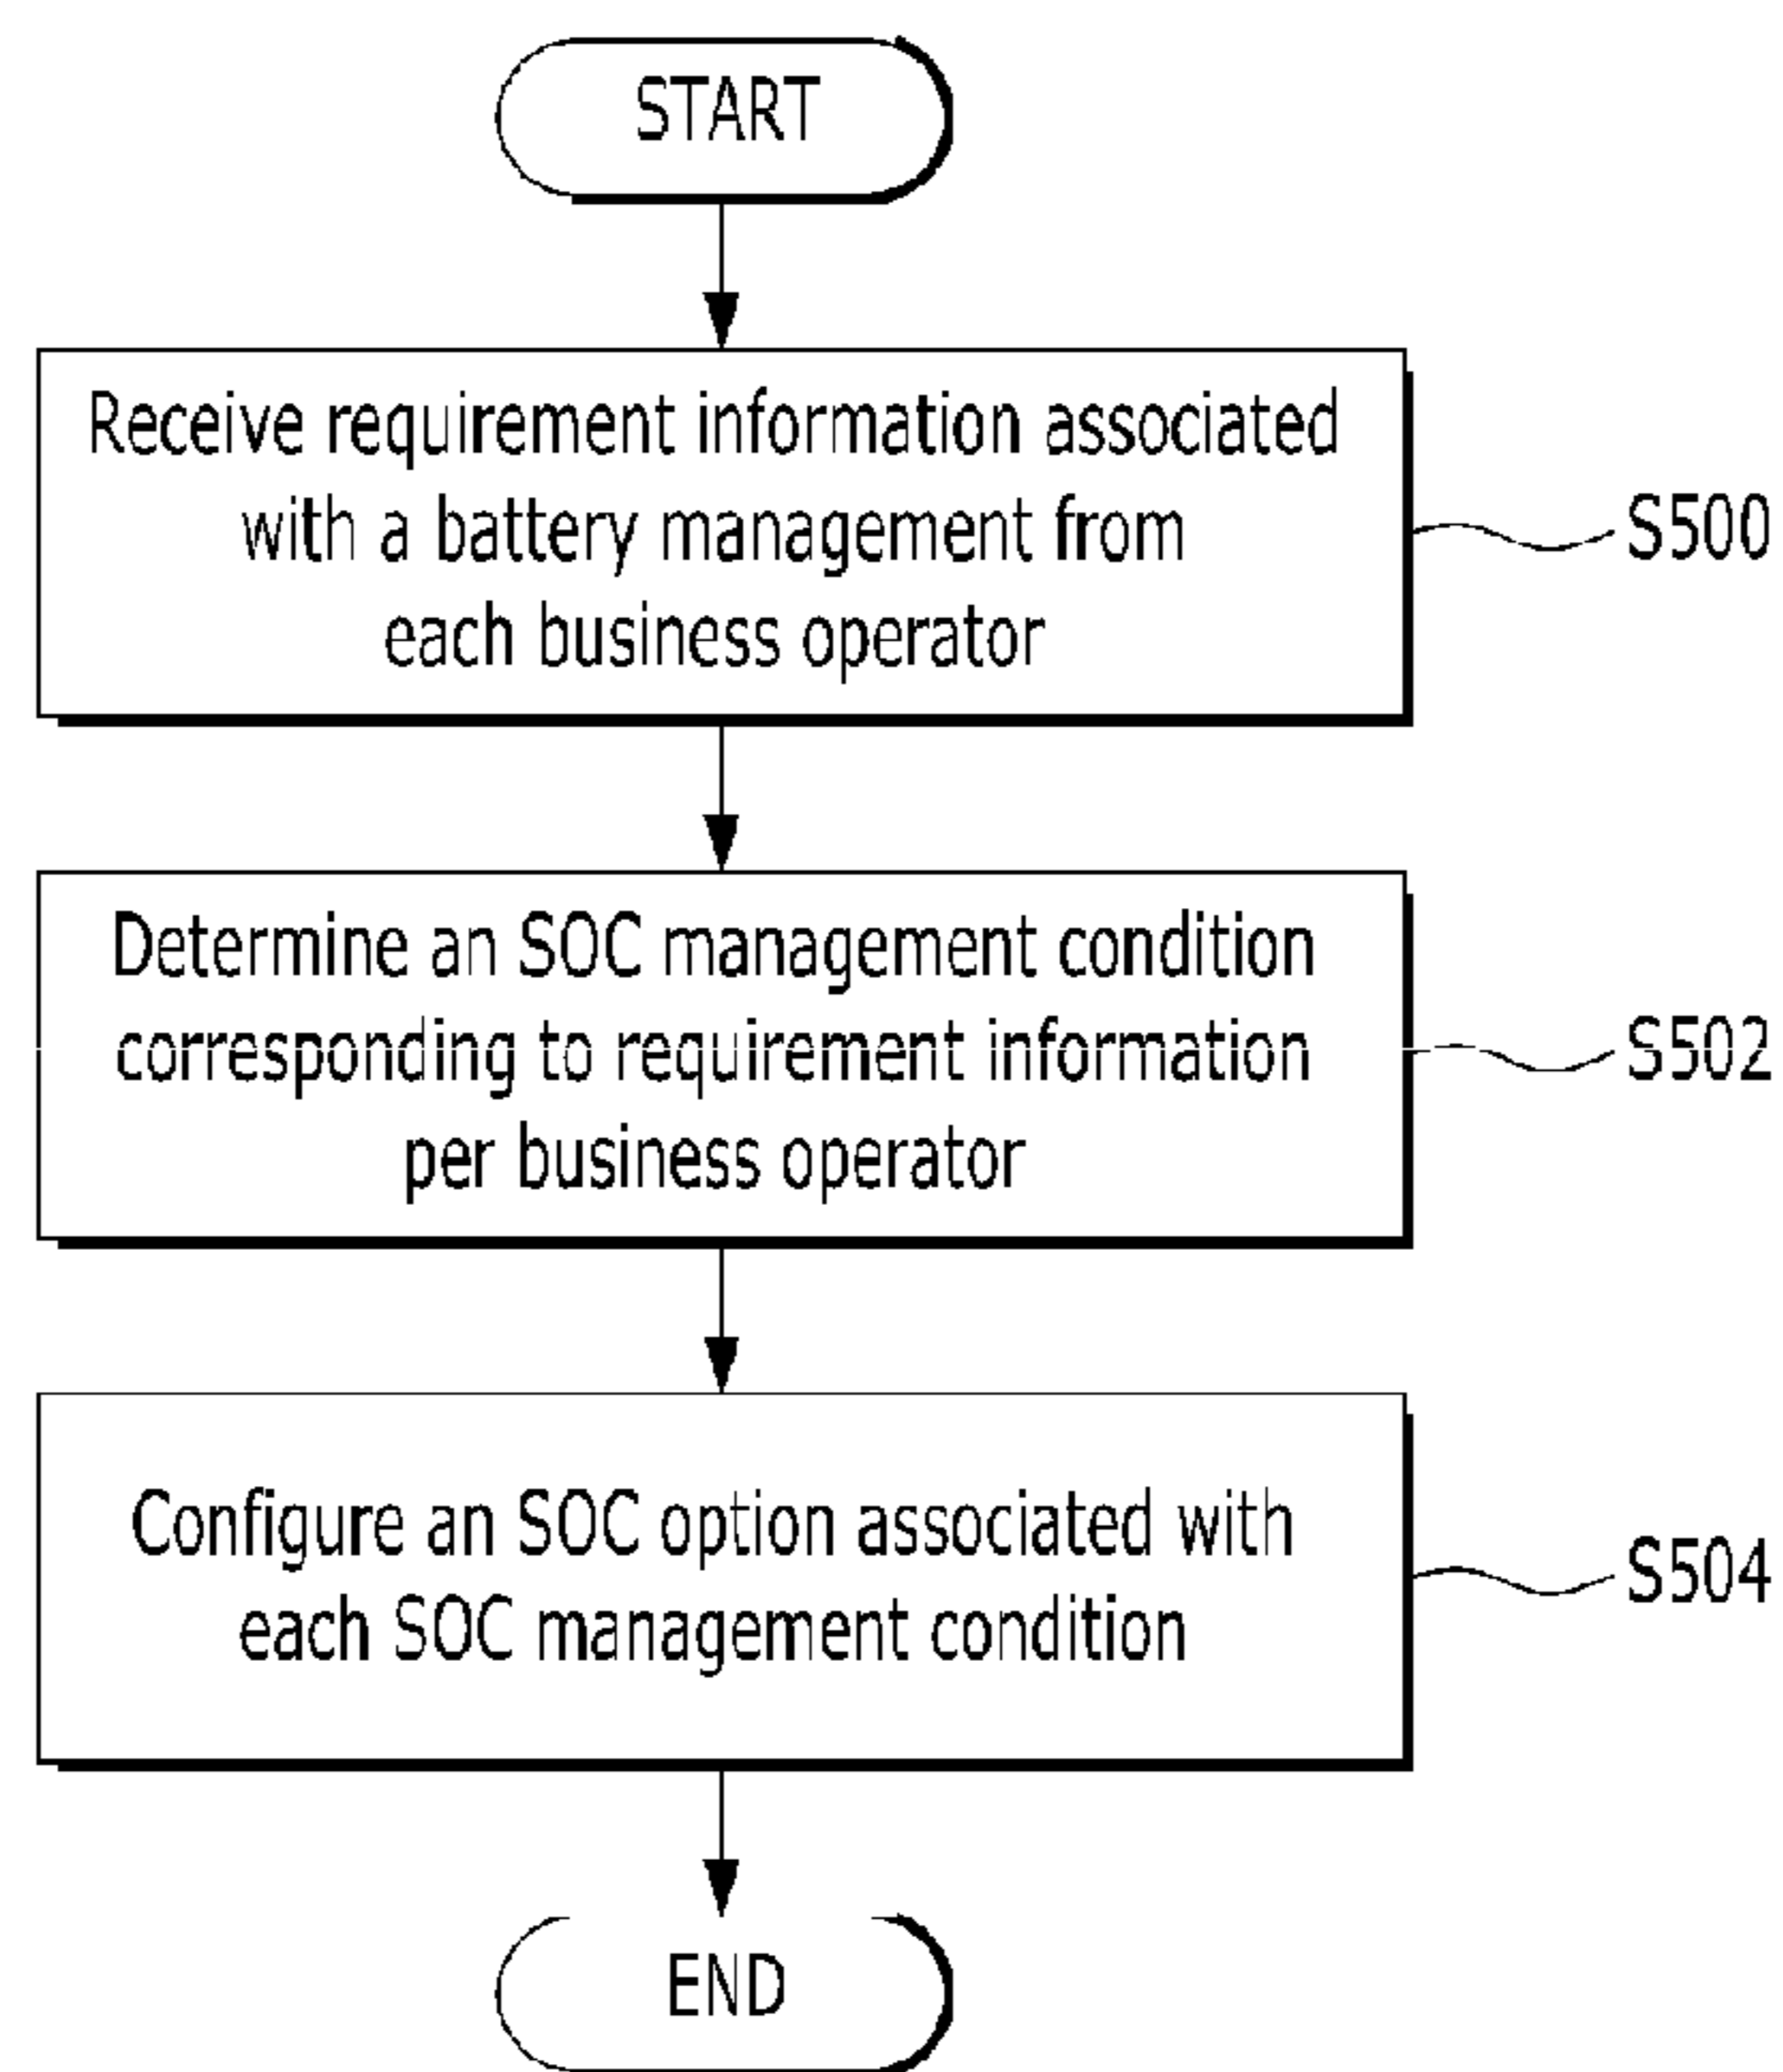 START
Receive requirement information associated
with a battery management from
each business operator
S500
Determine an SOC management condition
corresponding to requirement information
per business operator
S502
Configure an SOC option associated with
each SOC management condition
S504
END